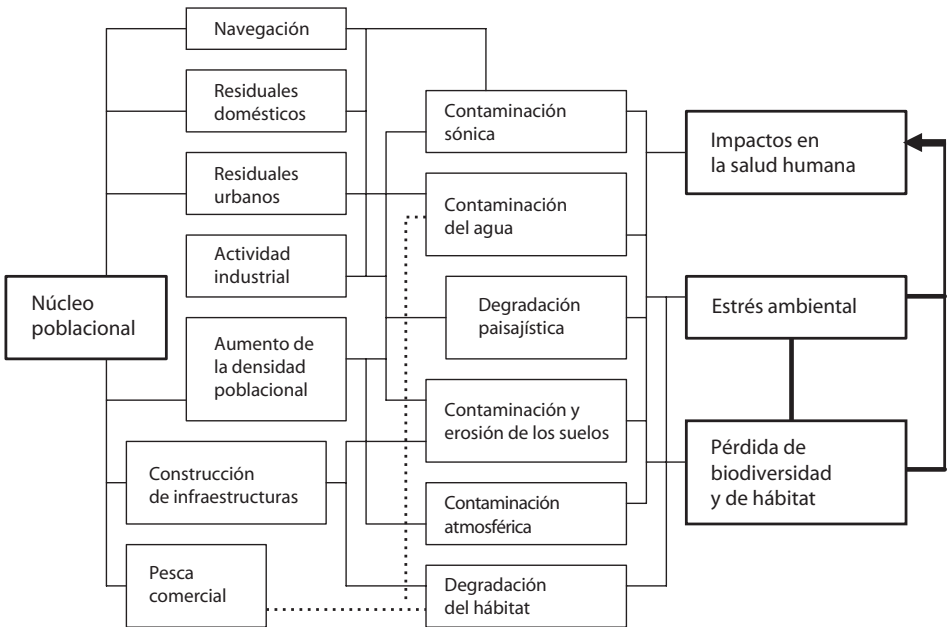 Núcleo
poblacional
Navegación
Residuales
domésticos
Residuales
urbanos
Actividad
industrial
Aumento de
la densidad
poblacional
Construcción
de infraestructuras
Pesca
comercial
Contaminación
sónica
Contaminación
del agua
Degradación
paisajística
Contaminación y
erosión de los suelos
Contaminación
atmosférica
Degradación
del hábitat
Impactos en
la salud humana
Estrés ambiental
Pérdida de
biodiversidad
y de hábitat